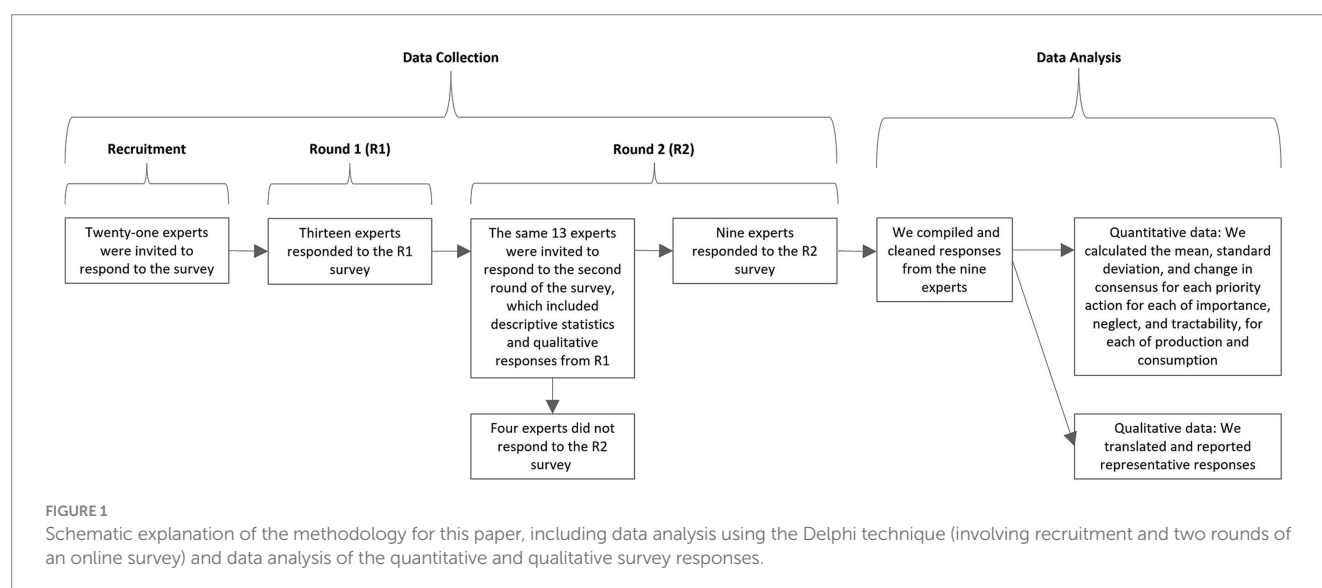 Data Collection
Data Analysis
Recruitment
Round 1 (R1)
Round 2 (R2)
Twenty-one experts
were invited to
respond to the survey
Thirteen experts
responded to the R1
survey
The same 13 experts
were invited to
respond to the second
round of the survey,
which included
descriptive statistics
and qualitative
responses from R1
Four experts did not
respond to the R2
survey
Nine experts
responded to the R2
survey
We compiled and
cleaned responses
from the nine
experts
Quantitative data: We
calculated the mean, standard
deviation, and change in
consensus for each priority
action for each of importance,
neglect, and tractability, for
each of production and
consumption
Qualitative data: We
translated and reported
representative responses
FIGURE 1
Schematic explanation of the methodology for this paper, including data analysis using the Delphi technique (involving recruitment and two rounds of
an online survey) and data analysis of the quantitative and qualitative survey responses.